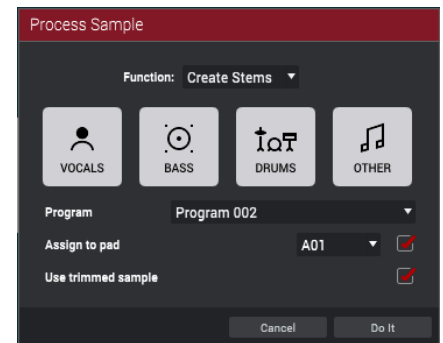 Process Sample
Function: Create Stems
VOCALS BASS DRUMS OTHER
Program Program 002
Assign to pad A01
Use trimmed sample
Cancel Do It